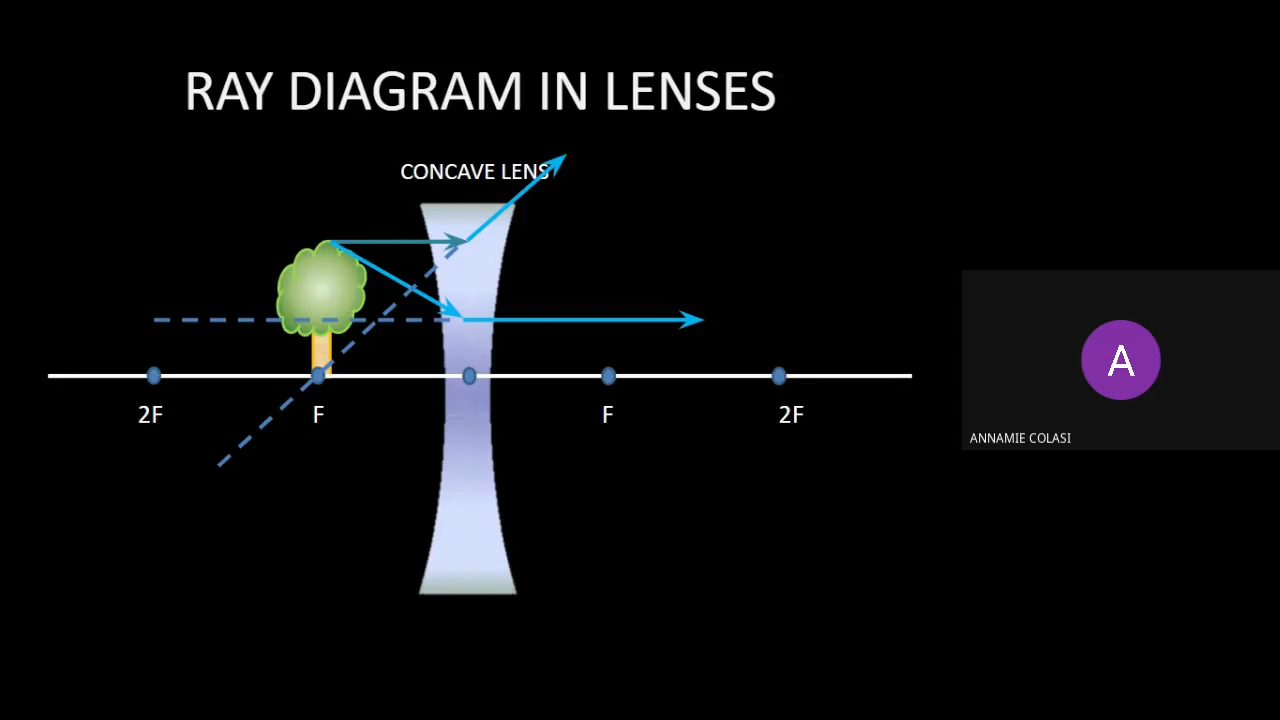 RAY DIAGRAM IN LENSES
CONCAVE LENS
2F
F
F
2F
A
ANNAMIE COLASI